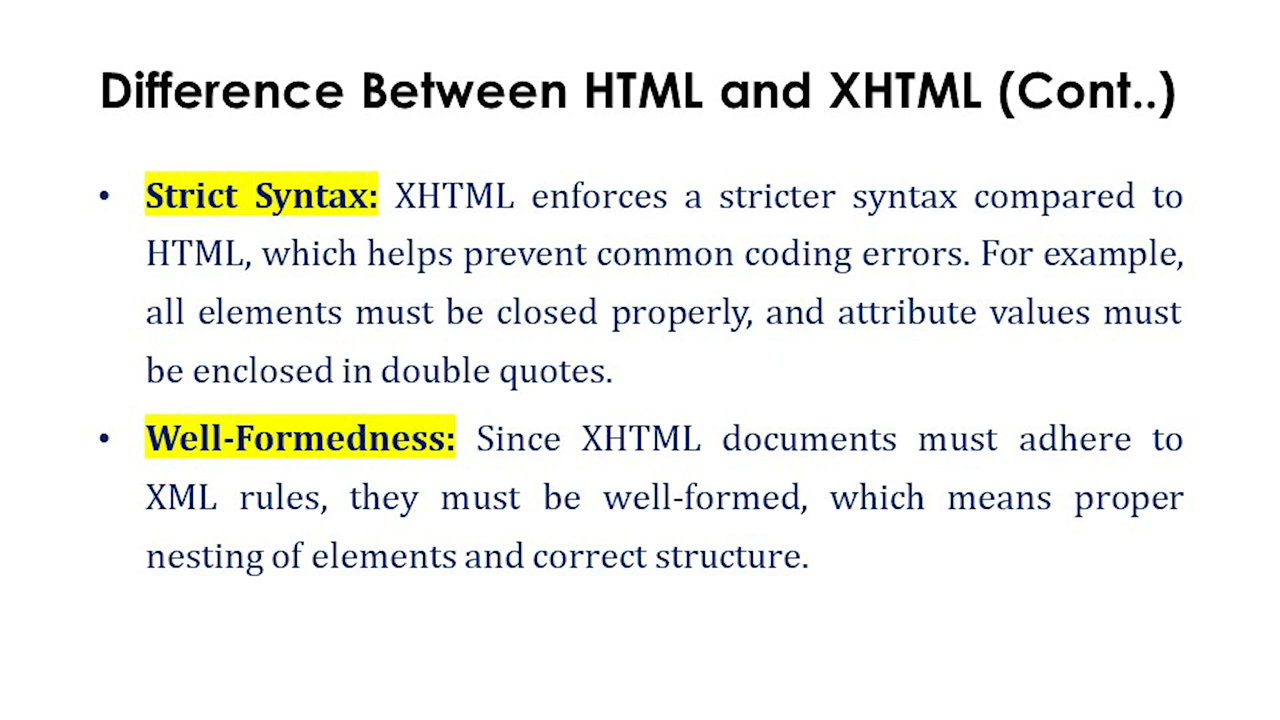 Difference Between HTML and XHTML (Cont..)
• Strict Syntax: XHTML enforces a stricter syntax compared to
HTML, which helps prevent common coding errors. For example,
all elements must be closed properly, and attribute values must
be enclosed in double quotes.
• Well-Formedness: Since XHTML documents must adhere to
XML rules, they must be well-formed, which means proper
nesting of elements and correct structure.